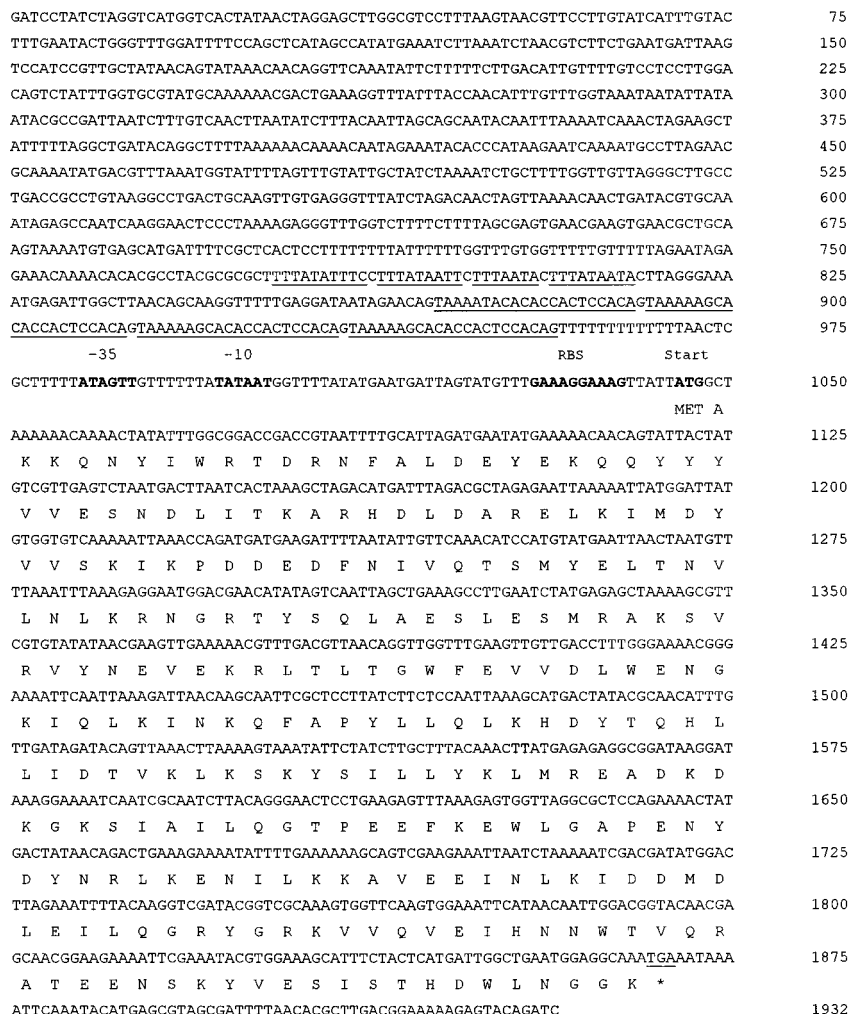 GATCCTATCTAGGTCATGGTCACTATAACTAGGAGCTTGGCGTCCTTTAAGTAACGTTCCTTGTATCATTTGTAC 75
TTTGAATACTGGGTTTGGATTTTCCAGCTCATAGCCATATGAAATCTTAAATCTAACGTCTTCTGAATGATTAAG 150
TCCATCCGTTGCTATAACAGTATAAACAACAGGTTCAAATATTCTTTTTCTTGACATTGTTTTGTCCTCCTTGGA 225
CAGTCTATTTGGTGCGTATGCAAAAAACGACTGAAAGGTTTATTTACCAACATTTGTTTGGTAAATAATATTATA 300
ATACGCCGATTAATCTTTGTCAACTTAATATCTTTACAATTAGCAGCAATACAATTTAAAATCAAACTAGAAGCT 375
ATTTTTAGGCTGATACAGGCTTTTAAAAAACAAAACAATAGAAATACACCCATAAGAATCAAAATGCCTTAGAAC 450
GCAAAATATGACGTTTAAATGGTATTTTAGTTTGTATTGCTATCTAAAATCTGCTTTTGGTTGTTAGGGCTTGCC 525
TGACCGCCTGTAAGGCCTGACTGCAAGTTGTGAGGGTTTATCTAGACAACTAGTTAAAACAACTGATACGTGCAA 600
ATAGAGCCAATCAAGGAACTCCCTAAAAGAGGGTTTGGTCTTTTCTTTTAGCGAGTGAACGAAGTGAACGCTGCA 675
AGTAAAATGTGAGCATGATTTTCGCTCACTCCTTTTTTTTATTTTTTGGTTTGTGGTTTTTGTTTTTAGAATAGA 750
GAAACAAAACACACGCCTACGCGCGCTTTTATATTTCCTTTATAATTCTTTAATACTTTATAATACTTAGGGAAA 825
ATGAGATTGGCTTAACAGCAAGGTTTTTGAGGATAATAGAACAGTAAAATACACACCACTCCACAGTAAAAAGCA 900
CACCACTCCACAGTAAAAAGCACACCACTCCACAGTAAAAAGCACACCACTCCACAGTTTTTTTTTTTTTAACTC 975
-35 -10 RBS Start
GCTTTTTATAGTTGTTTTTTATATAATGGTTTTATATGAATGATTAGTATGTTTGAAAGGAAAGTTATTATGGCT 1050
MET A
AAAAAACAAAACTATATTTGGCGGACCGACCGTAATTTTGCATTAGATGAATATGAAAAACAACAGTATTACTAT 1125
K K Q N Y I W R T D R N F A L D E Y E K Q Q Y Y Y
GTCGTTGAGTCTAATGACTTAATCACTAAAGCTAGACATGATTTAGACGCTAGAGAATTAAAAATTATGGATTAT 1200
V V E S N D L I T K A R H D L D A R E L K I M D Y
GTGGTGTCAAAAATTAAACCAGATGATGAAGATTTTAATATTGTTCAAACATCCATGTATGAATTAACTAATGTT 1275
V V S K I K P D D E D F N I V Q T S M Y E L T N V
TTAAATTTAAAGAGGAATGGACGAACATATAGTCAATTAGCTGAAAGCCTTGAATCTATGAGAGCTAAAAGCGTT 1350
L N L K R N G R T Y S Q L A E S L E S M R A K S V
CGTGTATATAACGAAGTTGAAAAACGTTTGACGTTAACAGGTTGGTTTGAAGTTGTTGACCTTTGGGAAAACGGG 1425
R V Y N E V E K R L T L T G W F E V V D L W E N G
AAAATTCAATTAAAGATTAACAAGCAATTCGCTCCTTATCTTCTCCAATTAAAGCATGACTATACGCAACATTTG 1500
K I Q L K I N K Q F A P Y L L Q L K H D Y T Q H L
TTGATAGATACAGTTAAACTTAAAAGTAAATATTCTATCTTGCTTTACAAACTTATGAGAGAGGCGGATAAGGAT 1575
L I D T V K L K S K Y S I L L Y K L M R E A D K D
AAAGGAAAATCAATCGCAATCTTACAGGGAACTCCTGAAGAGTTTAAAGAGTGGTTAGGCGCTCCAGAAAACTAT 1650
K G K S I A I L Q G T P E E F K E W L G A P E N Y
GACTATAACAGACTGAAAGAAAATATTTTGAAAAAAGCAGTCGAAGAAATTAATCTAAAAATCGACGATATGGAC 1725
D Y N R L K E N I L K K A V E E I N L K I D D M D
TTAGAAATTTTACAAGGTCGATACGGTCGCAAAGTGGTTCAAGTGGAAATTCATAACAATTGGACGGTACAACGA 1800
L E I L Q G R Y G R K V V Q V E I H N N W T V Q R
GCAACGGAAGAAAATTCGAAATACGTGGAAAGCATTTCTACTCATGATTGGCTGAATGGAGGCAAATGAAATAAA 1875
A T E E N S K Y V E S I S T H D W L N G G K *
ATTCAAATACATGAGCGTAGCGATTTTAACACGCTTGACGGAAAAAGAGTACAGATC 1932